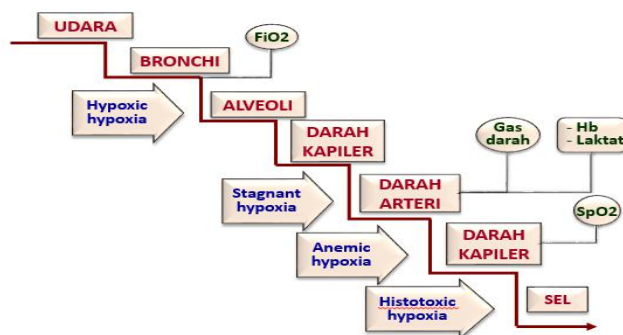 UDARA
FiO2
BRONCHI
Hypoxic
hypoxia
ALVEOLI
DARAH
KAPILER
Gas
darah
- Hb
- Laktat
Stagnant
hypoxia
DARAH
ARTERI
SpO2
Anemic
hypoxia
DARAH
KAPILER
Histotoxic
hypoxia
SEL